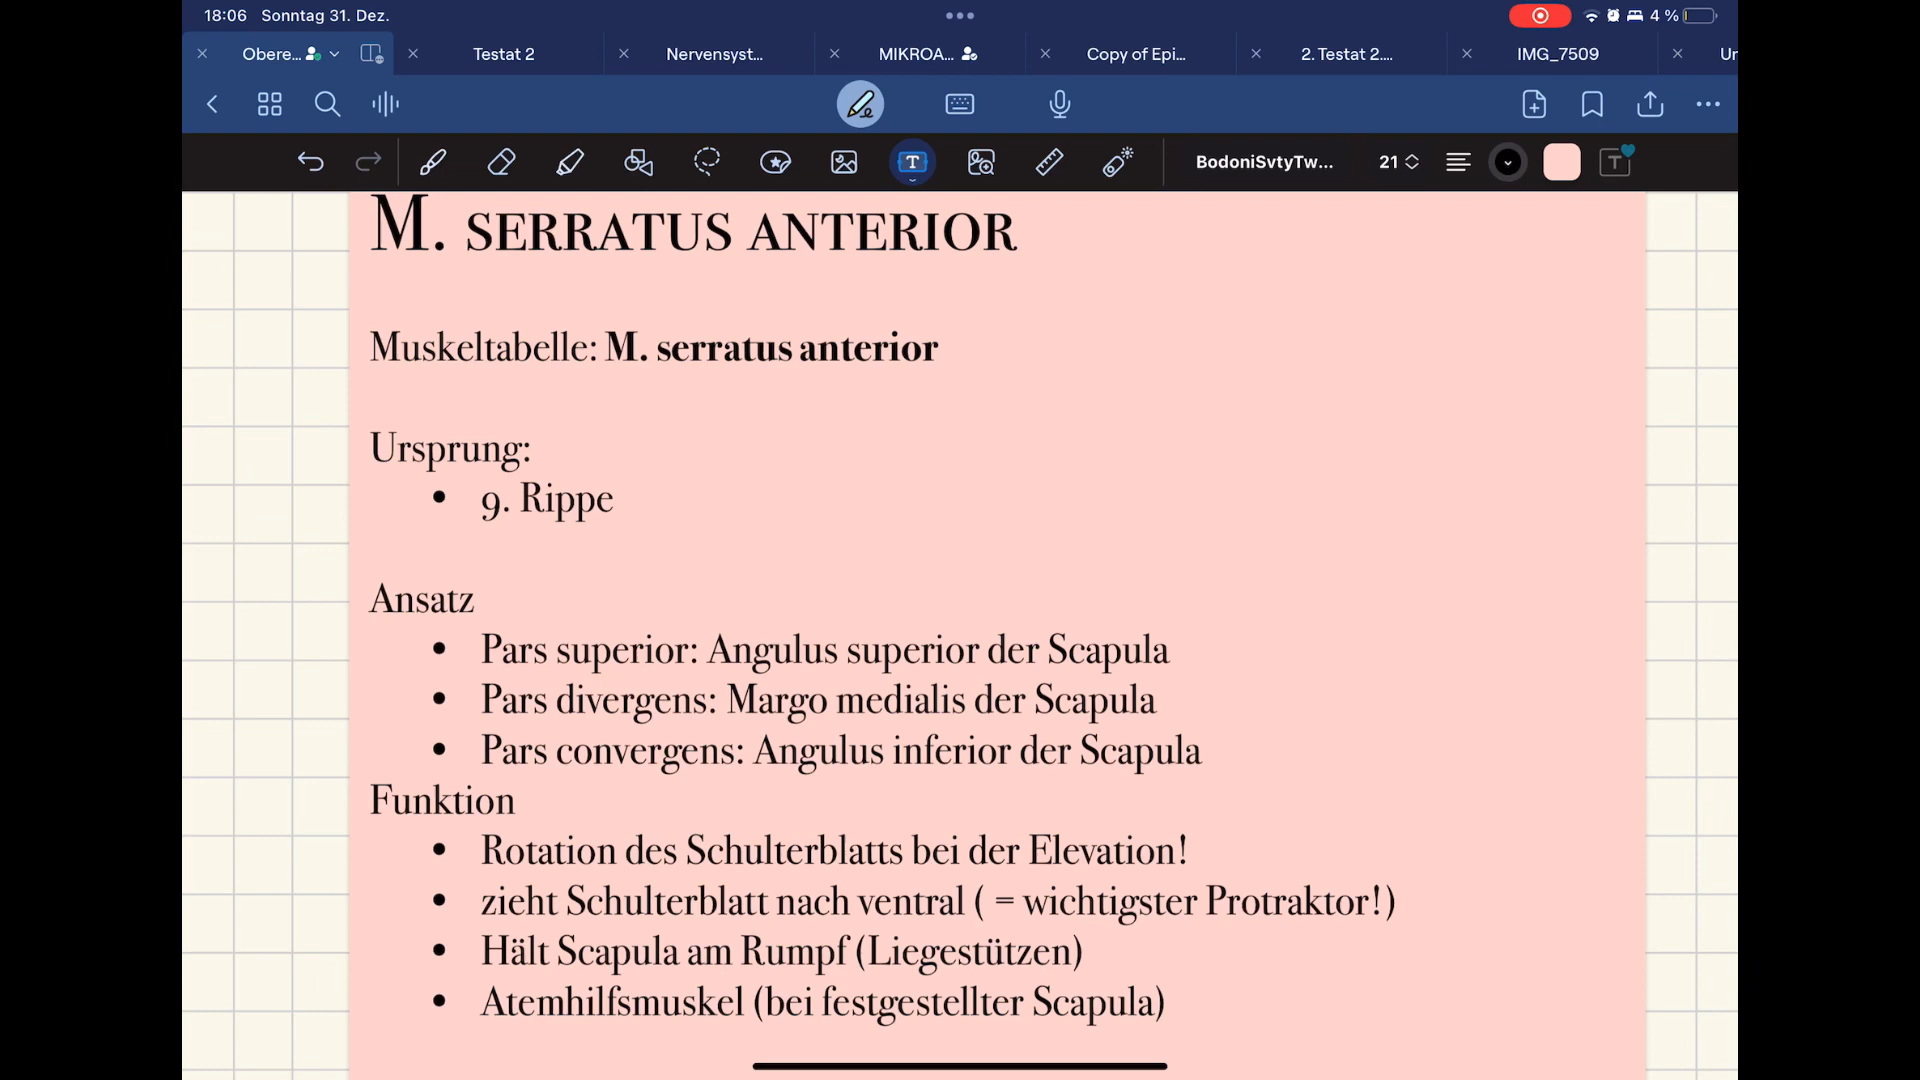 18:06 Sonntag 31. Dez.
4 %
Obere...
Testat 2
Nervensyst...
MIKROA...
Copy of Epi...
2. Testat 2....
IMG_7509
Ur
BodoniSvtyTw...
21
M. SERRATUS ANTERIOR
Muskeltabelle: M. serratus anterior
Ursprung:
• 9. Rippe
Ansatz
• Pars superior: Angulus superior der Scapula
• Pars divergens: Margo medialis der Scapula
• Pars convergens: Angulus inferior der Scapula
Funktion
• Rotation des Schulterblatts bei der Elevation!
• zieht Schulterblatt nach ventral ( = wichtigster Protraktor!)
• Hält Scapula am Rumpf (Liegestützen)
• Atemhilfsmuskel (bei festgestellter Scapula)